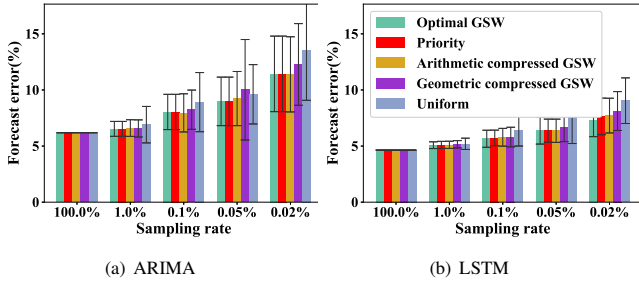 Forecast error(%)
15
10
5
0
100.0% 1.0% 0.1% 0.05% 0.02%
Sampling rate
(a) ARIMA
Forecast error(%)
15
10
5
0
Optimal GSW
Priority
Arithmetic compressed GSW
Geometric compressed GSW
Uniform
100.0% 1.0% 0.1% 0.05% 0.02%
Sampling rate
(b) LSTM